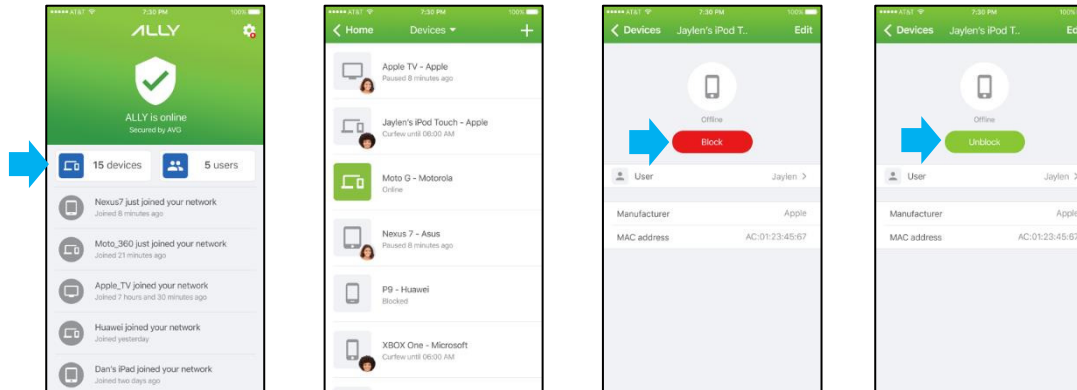 ●●●●● AT&T 7:30 PM 100%
ALLY
ALLY is online
Secured by AVG
15 devices
5 users
Nexus7 just joined your network
Joined 8 minutes ago
Moto_360 just joined your network
Joined 21 minutes ago
Apple_TV joined your network
Joined 7 hours and 30 minutes ago
Huawei joined your network
Joined yesterday
Dan's iPad joined your network
Joined two days ago
●●●●● AT&T 7:30 PM 100%
< Home Devices +
Apple TV - Apple
Paused 8 minutes ago
Jaylen's iPod Touch - Apple
Curfew until 06:00 AM
Moto G - Motorola
Online
Nexus 7 - Asus
Paused 8 minutes ago
P9 - Huawei
Blocked
XBOX One - Microsoft
Curfew until 06:00 AM
●●●●● AT&T 7:30 PM 100%
< Devices Jaylen's iPod T.. Edit
Offline
Block
User Jaylen >
Manufacturer Apple
MAC address AC:01:23:45:67
●●●●● AT&T 7:30 PM 100%
< Devices Jaylen's iPod T.. Ed
Offline
Unblock
User Jaylen >
Manufacturer Apple
MAC address AC:01:23:45:67